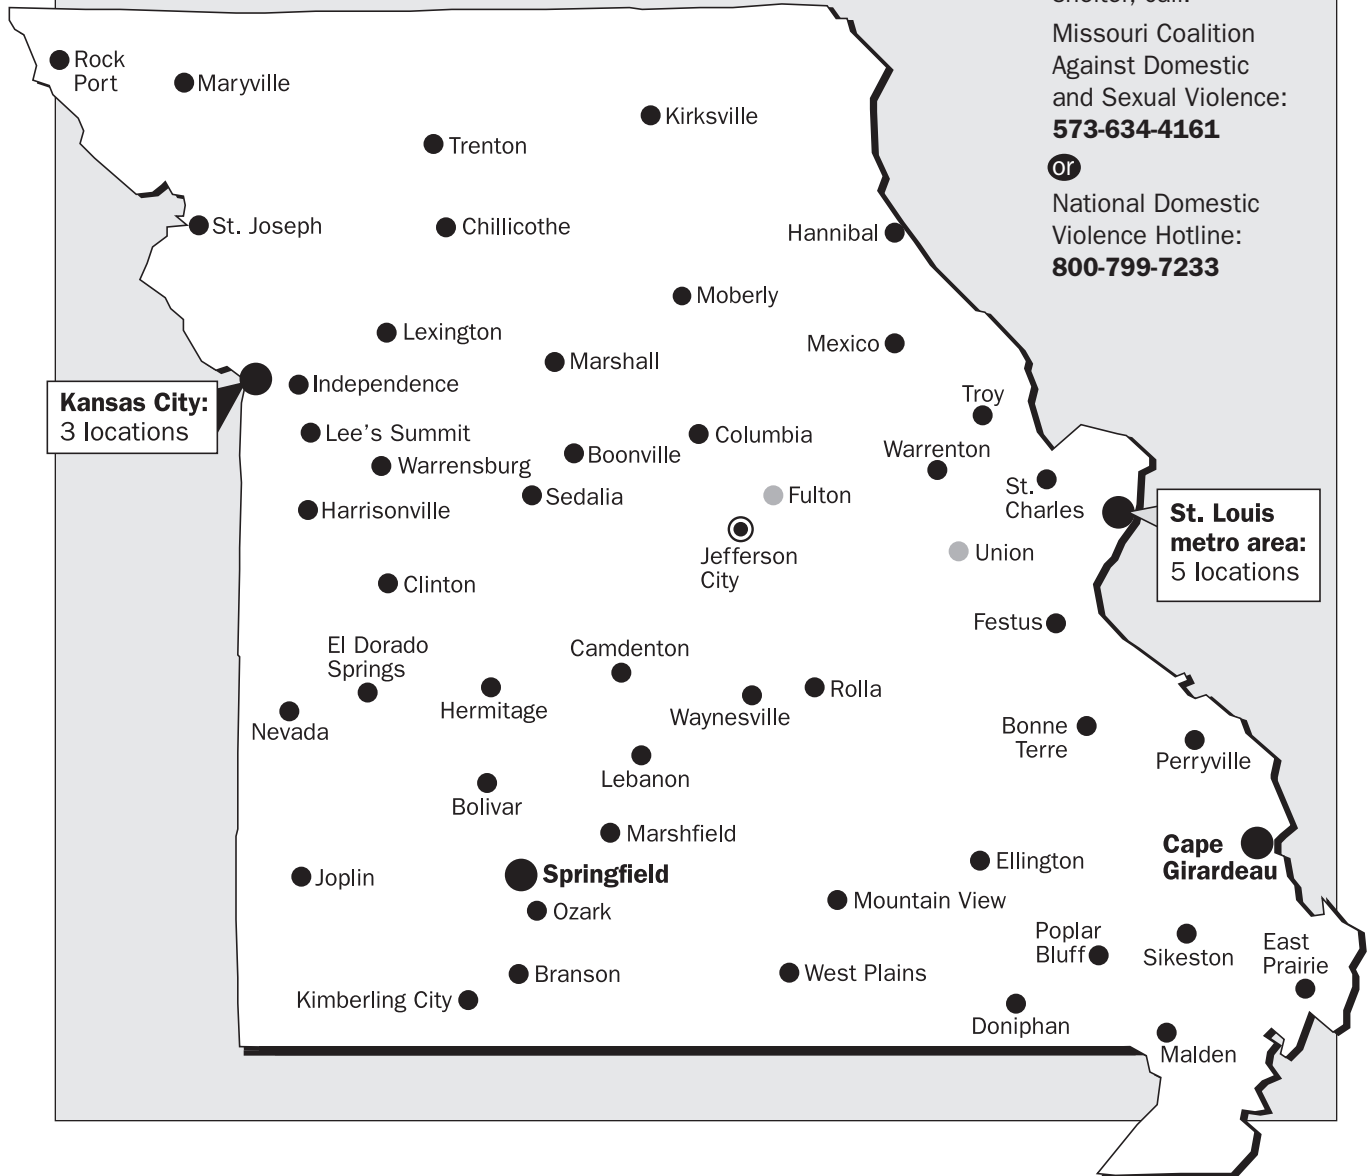 shelter, call:
Missouri Coalition
Against Domestic
and Sexual Violence:
573-634-4161
or
National Domestic
Violence Hotline:
800-799-7233
Rock
Port
Maryville
Kirksville
Trenton
St. Joseph
Chillicothe
Hannibal
Moberly
Lexington
Mexico
Marshall
Independence
Kansas City:
3 locations
Troy
Lee's Summit
Columbia
Warrenton
Boonville
Warrensburg
St.
Charles
Sedalia
Fulton
Harrisonville
St. Louis
metro area:
5 locations
Jefferson
City
Union
Clinton
Festus
El Dorado
Springs
Camdenton
Hermitage
Rolla
Waynesville
Nevada
Bonne
Terre
Perryville
Lebanon
Bolivar
Marshfield
Cape
Girardeau
Ellington
Joplin
Springfield
Mountain View
Ozark
Poplar
Bluff
Sikeston
East
Prairie
Branson
West Plains
Kimberling City
Doniphan
Malden